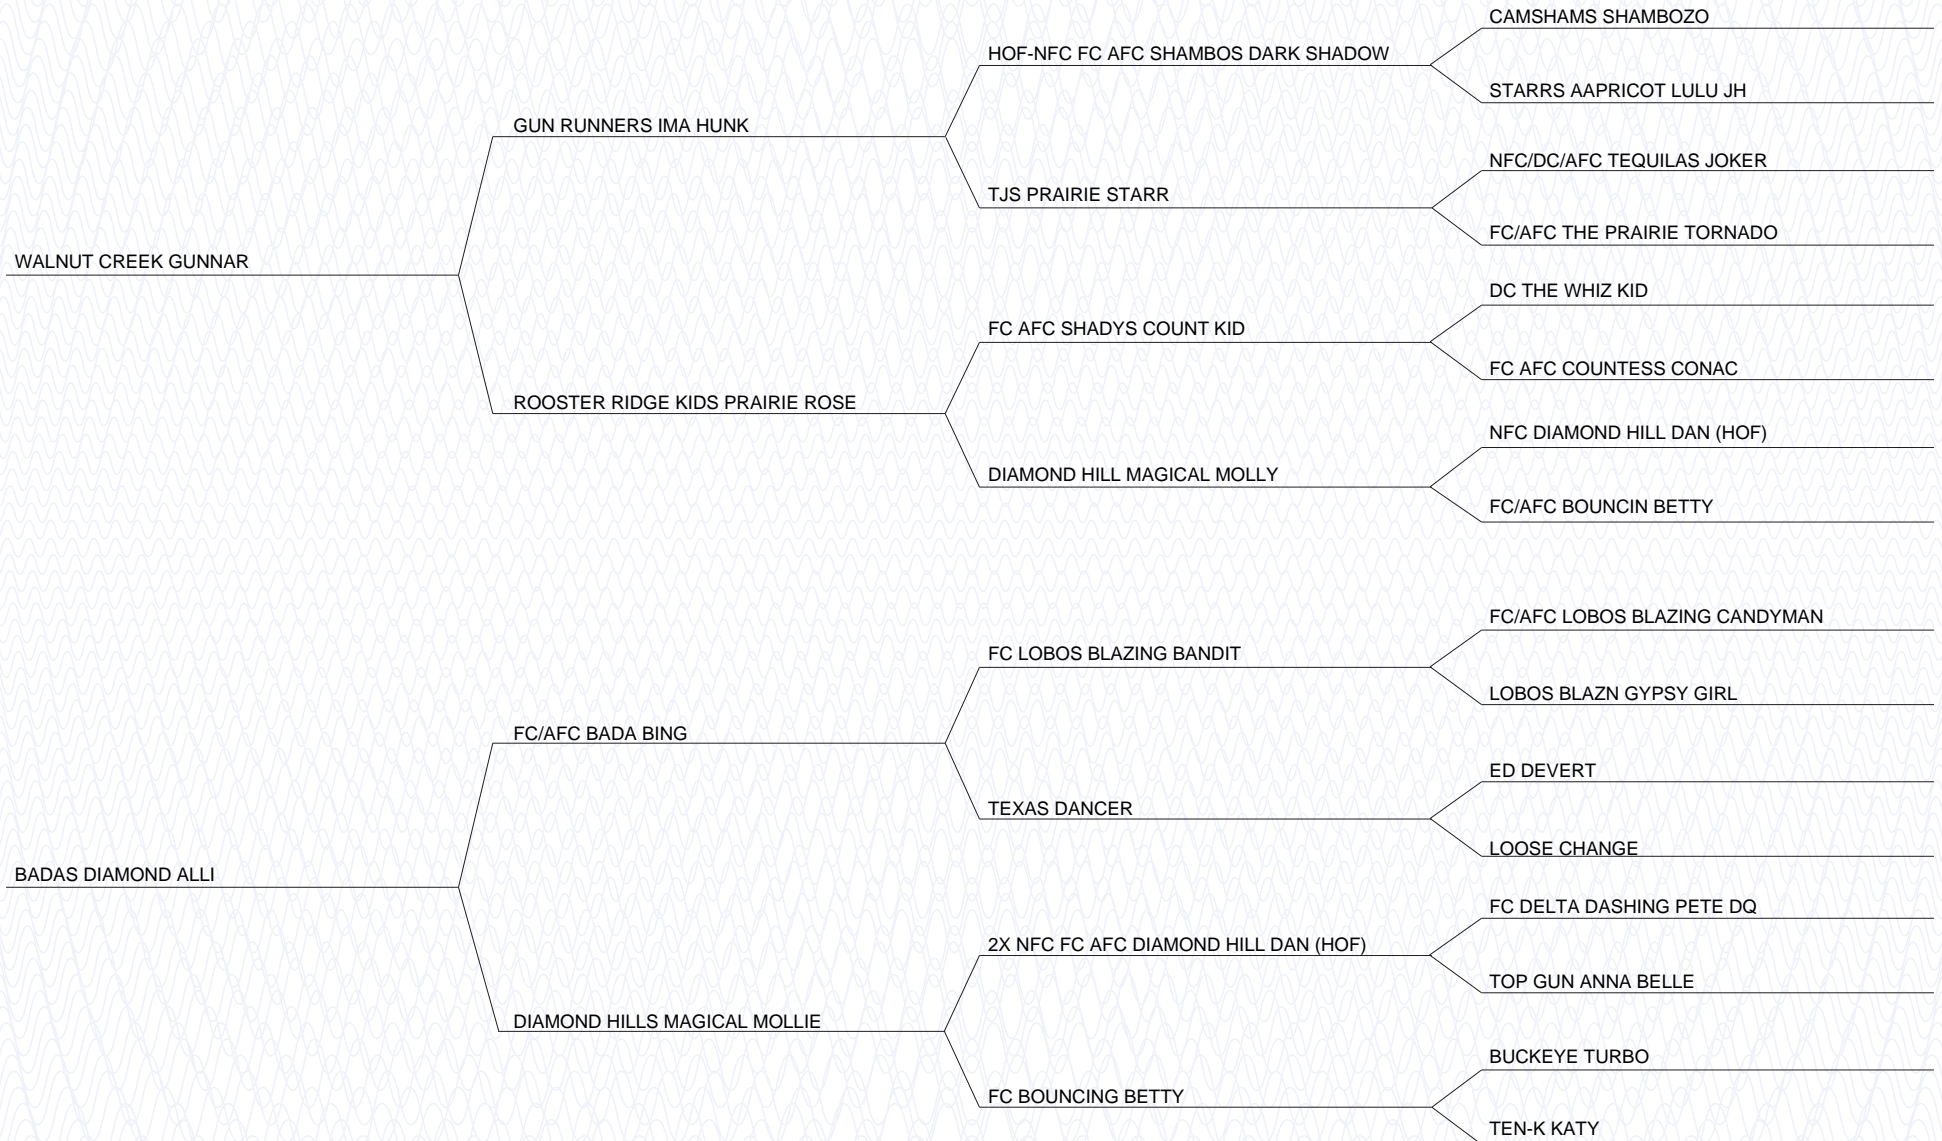 CAMSHAMS SHAMBOZO
HOF-NFC FC AFC SHAMBOS DARK SHADOW
STARRS AAPRICOT LULU JH
GUN RUNNERS IMA HUNK
NFC/DC/AFC TEQUILAS JOKER
TJS PRAIRIE STARR
FC/AFC THE PRAIRIE TORNADO
WALNUT CREEK GUNNAR
DC THE WHIZ KID
FC AFC SHADYS COUNT KID
FC AFC COUNTESS CONAC
ROOSTER RIDGE KIDS PRAIRIE ROSE
NFC DIAMOND HILL DAN (HOF)
DIAMOND HILL MAGICAL MOLLY
FC/AFC BOUNCIN BETTY
FC/AFC LOBOS BLAZING CANDYMAN
FC LOBOS BLAZING BANDIT
LOBOS BLAZN GYPSY GIRL
FC/AFC BADA BING
ED DEVERT
TEXAS DANCER
LOOSE CHANGE
BADAS DIAMOND ALLI
FC DELTA DASHING PETE DQ
2X NFC FC AFC DIAMOND HILL DAN (HOF)
TOP GUN ANNA BELLE
DIAMOND HILLS MAGICAL MOLLIE
BUCKEYE TURBO
FC BOUNCING BETTY
TEN-K KATY